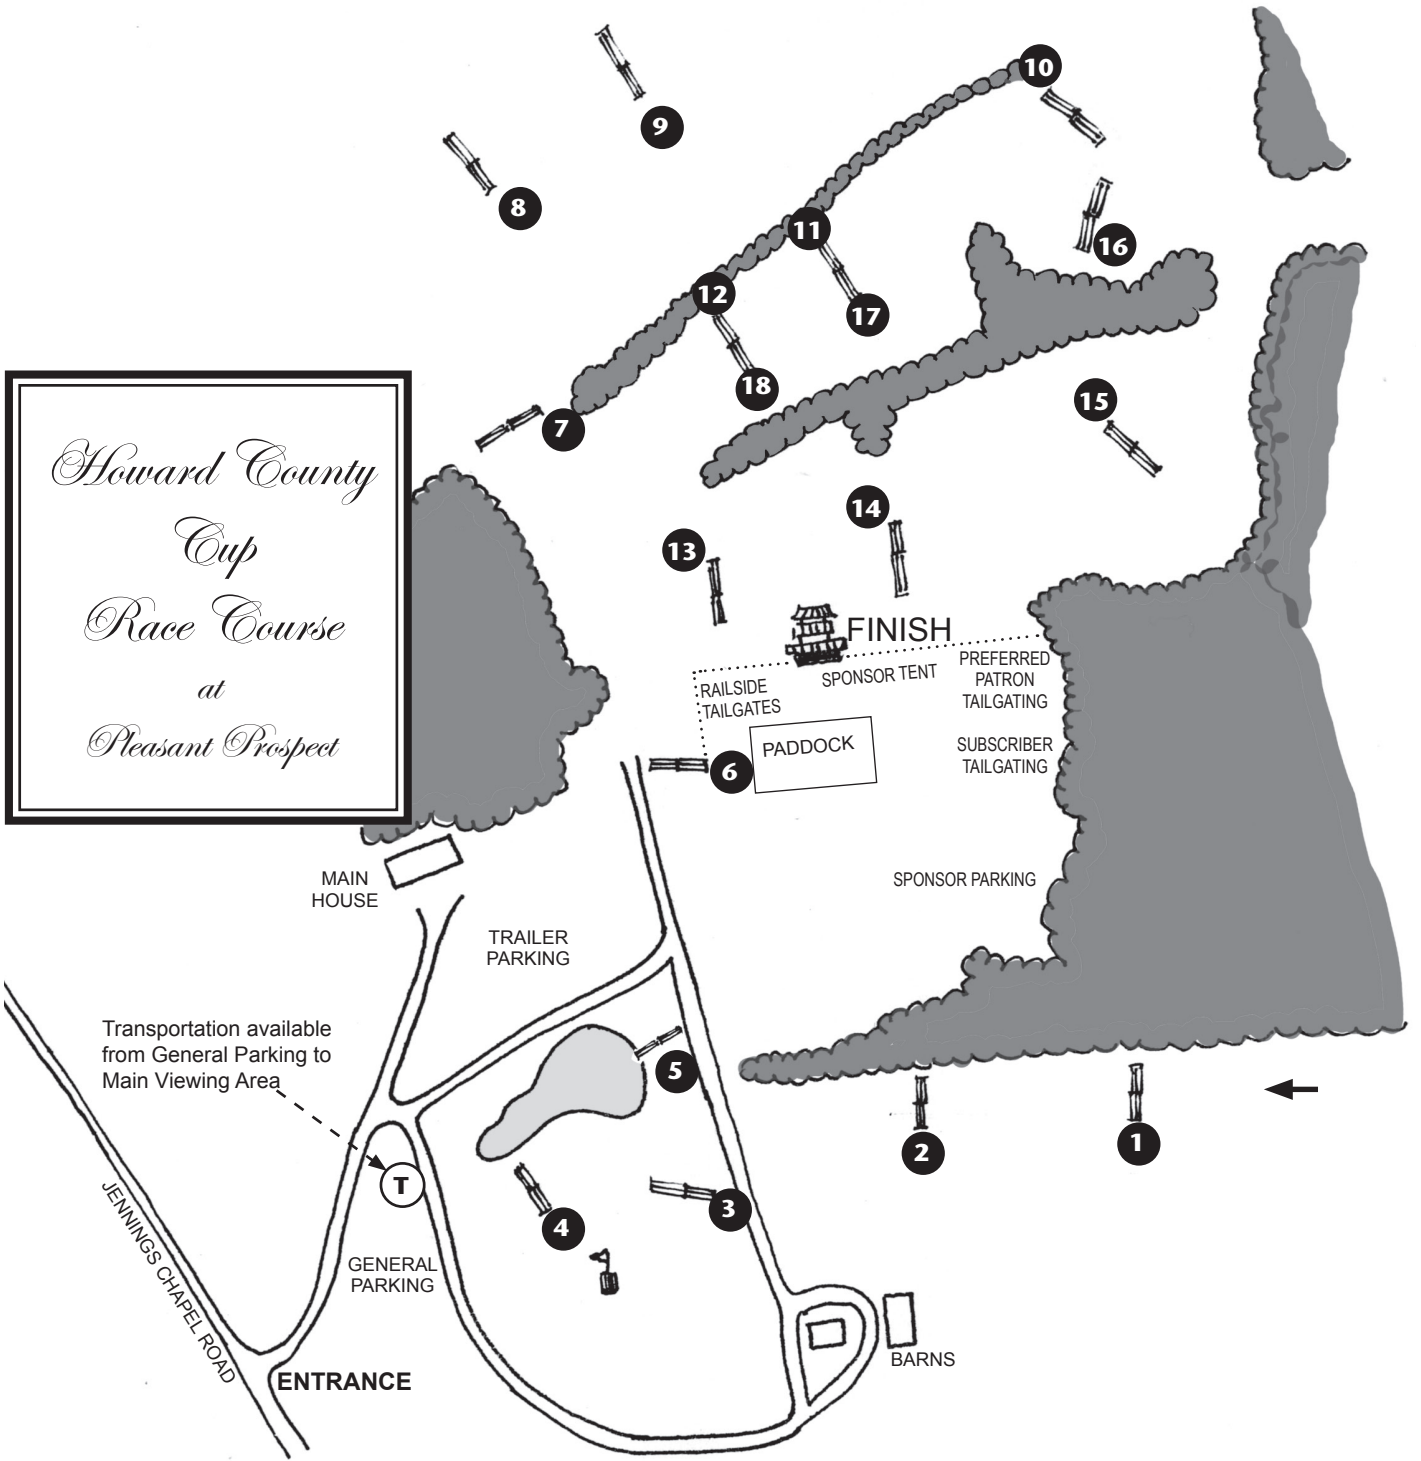 10
9
8
11
16
12
17
18
15
7
Howard County
Cup
Race Course
at
Pleasant Prospect
14
13
FINISH
SPONSOR TENT
PREFERRED
PATRON
TAILGATING
RAILSIDE
TAILGATES
SUBSCRIBER
TAILGATING
6
PADDOCK
SPONSOR PARKING
MAIN
HOUSE
TRAILER
PARKING
Transportation available
from General Parking to
Main Viewing Area
5
2
1
T
3
4
GENERAL
PARKING
JENNINGS CHAPEL ROAD
BARNS
ENTRANCE